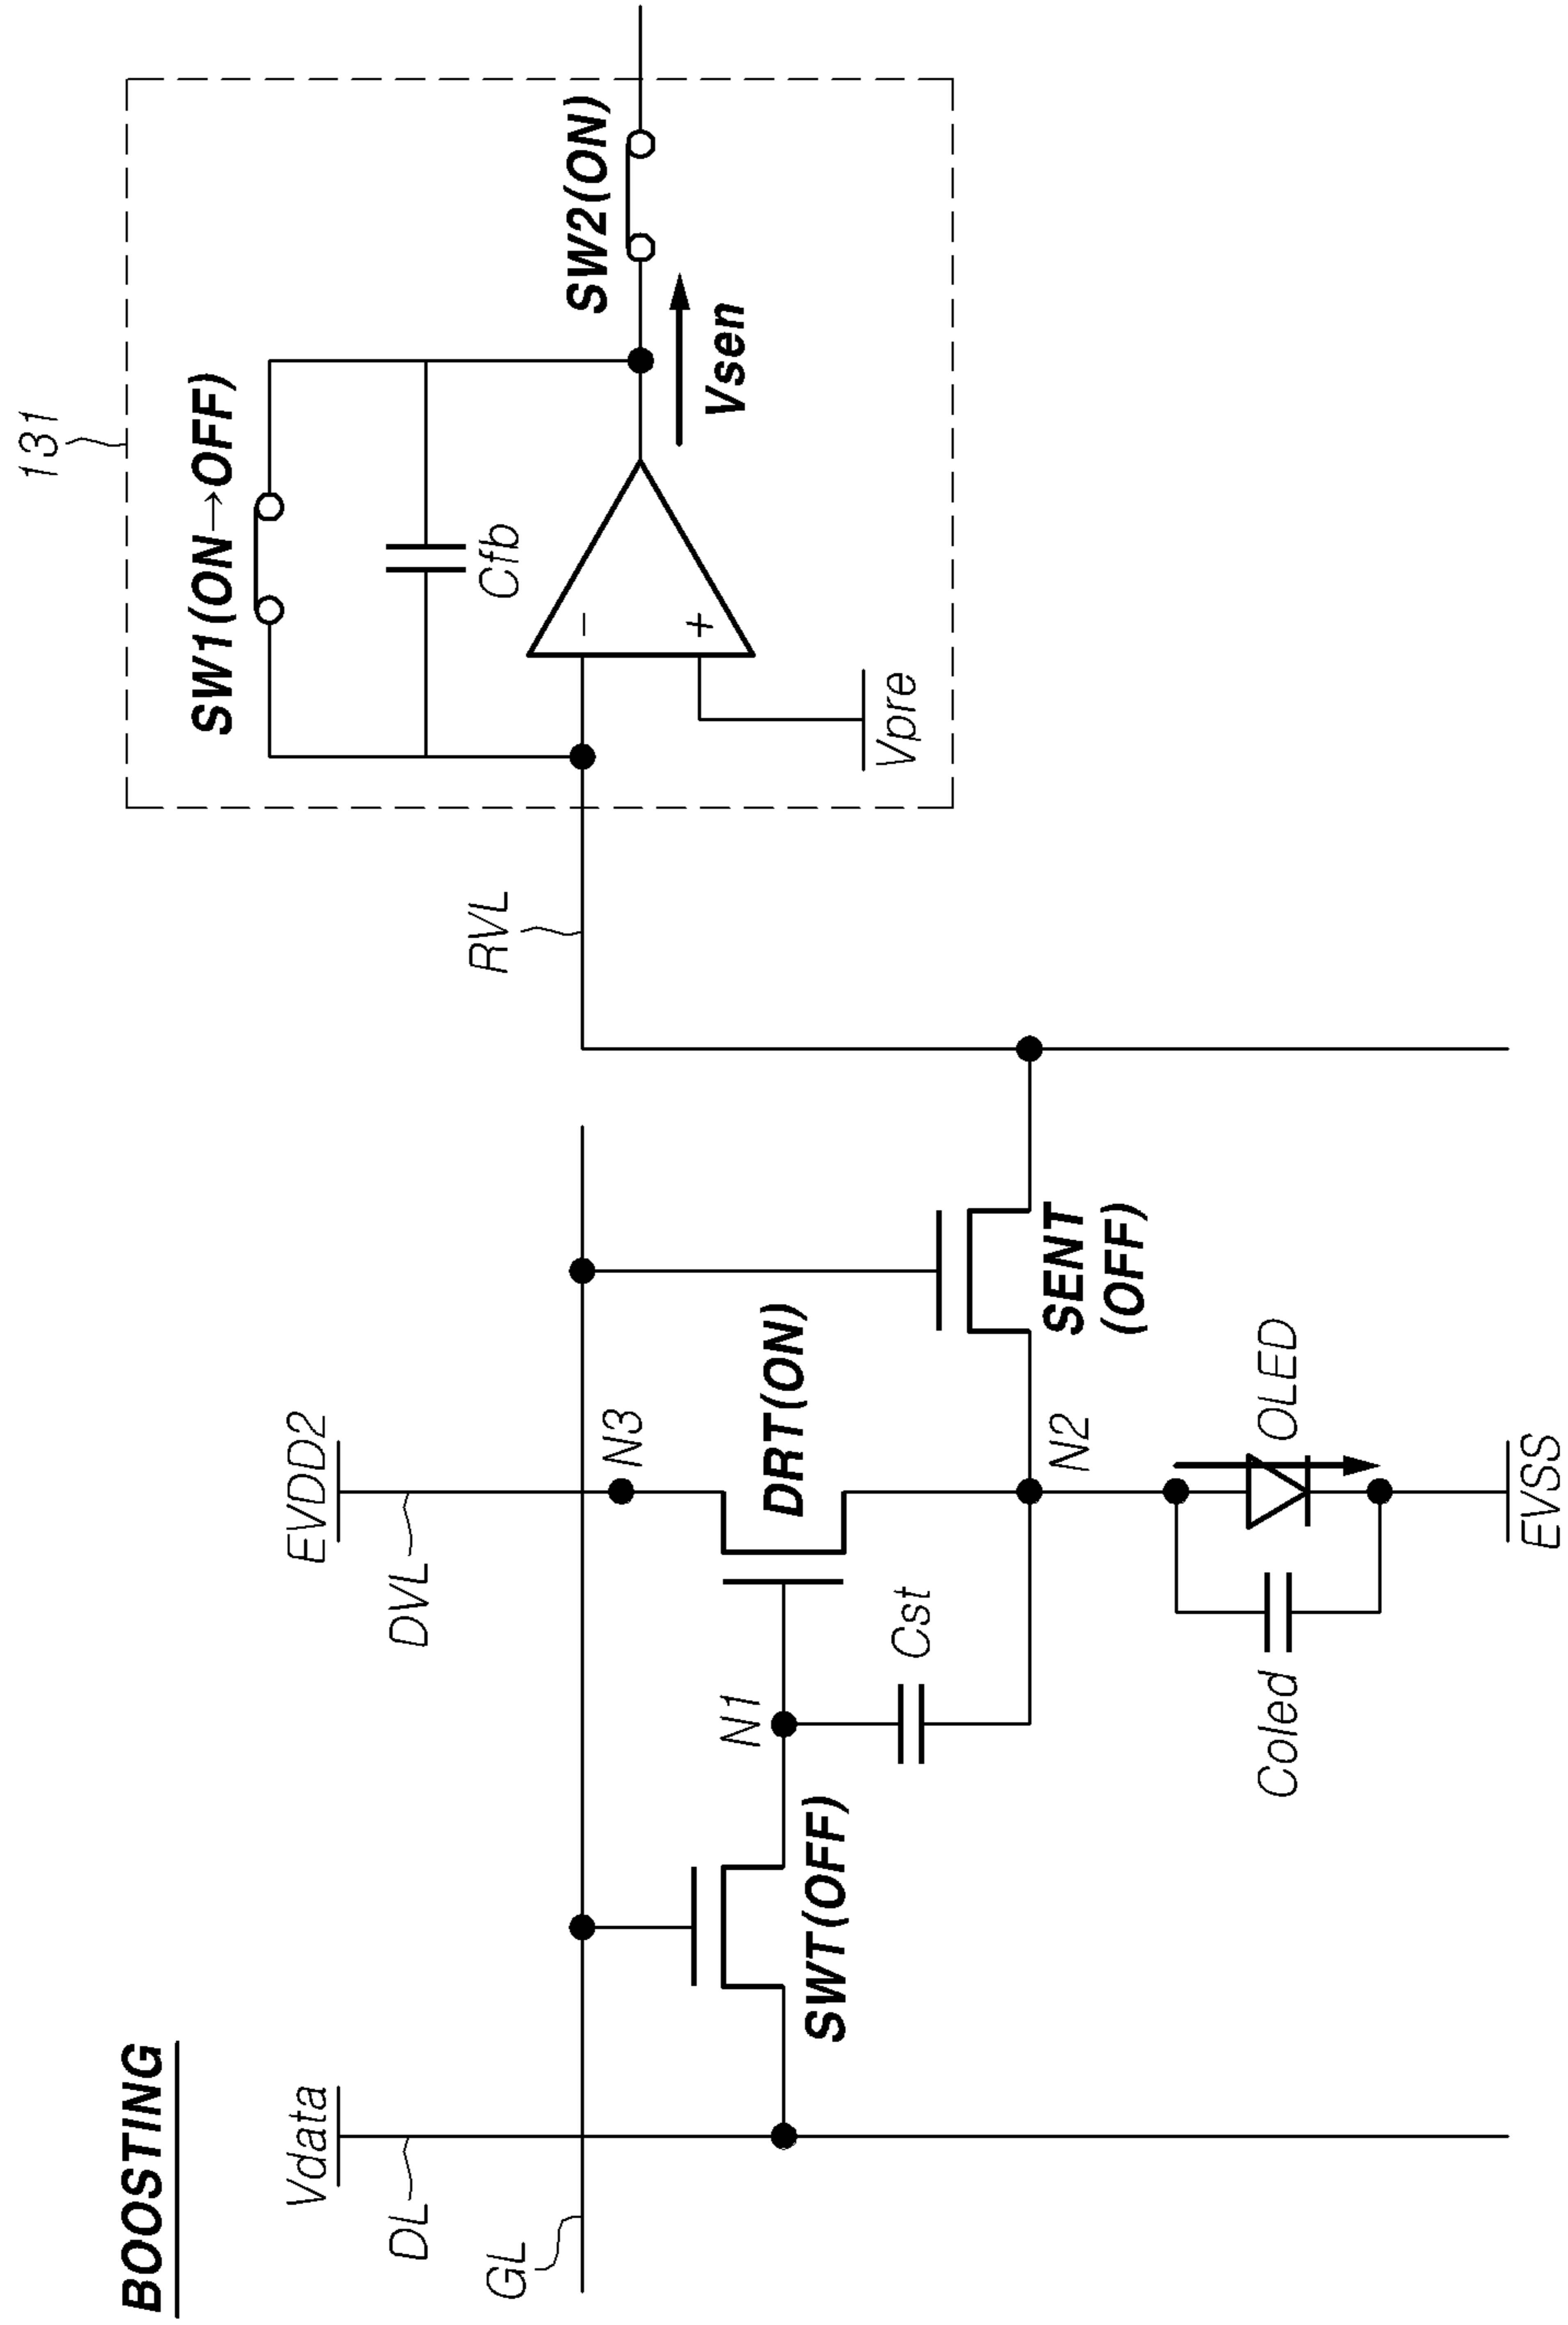 BOOSTING
131
SW1(ON→OFF)
Cfb
SW2(ON)
Vsen
−
+
Vpre
RVL
Vdata
DL
GL
EVDD2
DVL
N3
DRT(ON)
N1
Cst
SWT(OFF)
SENT
(OFF)
N2
OLED
Coled
EVSS